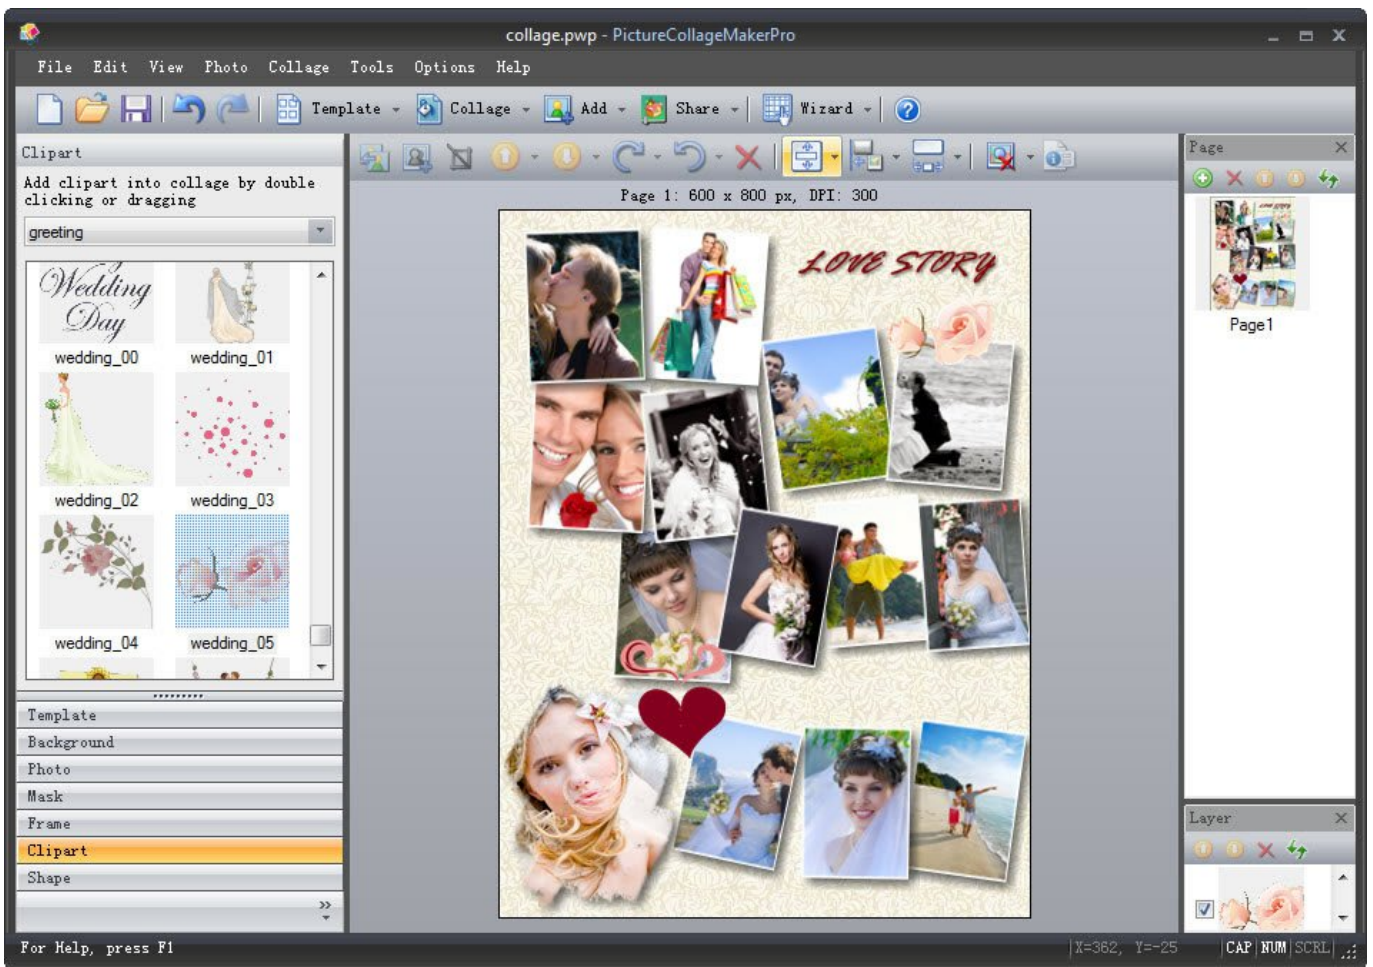 collage.pwp - PictureCollageMakerPro
File Edit View Photo Collage Tools Options Help
Template Collage Add Share Wizard
Clipart
Add clipart into collage by double
clicking or dragging
greeting
Wedding
Day
wedding_00 wedding_01
wedding_02 wedding_03
wedding_04 wedding_05
Template
Background
Photo
Mask
Frame
Clipart
Shape
Page 1: 600 x 800 px, DPI: 300
LOVE STORY
Page
Page1
Layer
For Help, press F1
X=362, Y=-25 CAP NUM SCRL